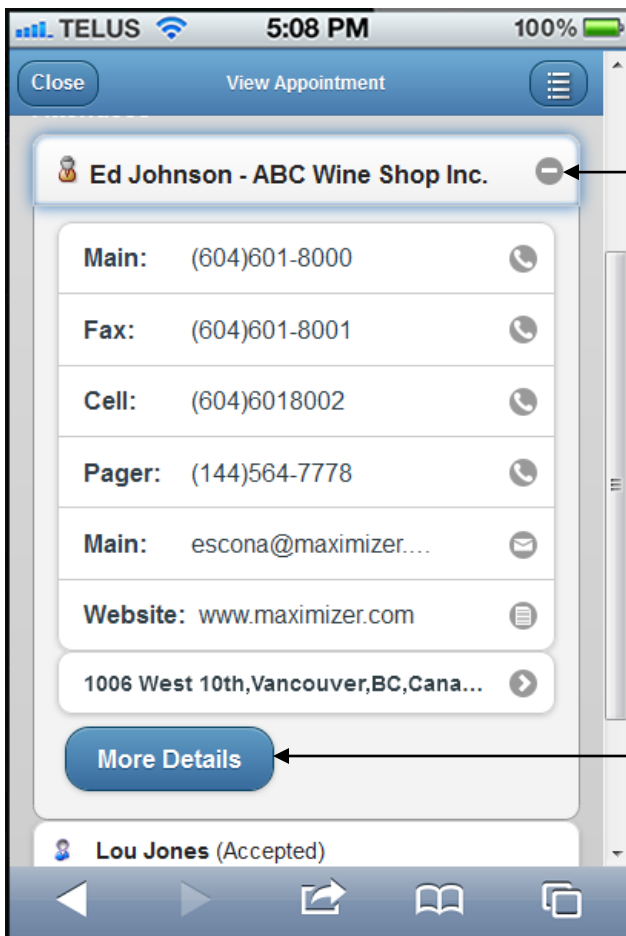 TELUS 5:08 PM 100%
Close View Appointment
Ed Johnson - ABC Wine Shop Inc.
Main: (604)601-8000
Fax: (604)601-8001
Cell: (604)6018002
Pager: (144)564-7778
Main: escona@maximizer....
Website: www.maximizer.com
1006 West 10th,Vancouver,BC,Cana...
More Details
Lou Jones (Accepted)